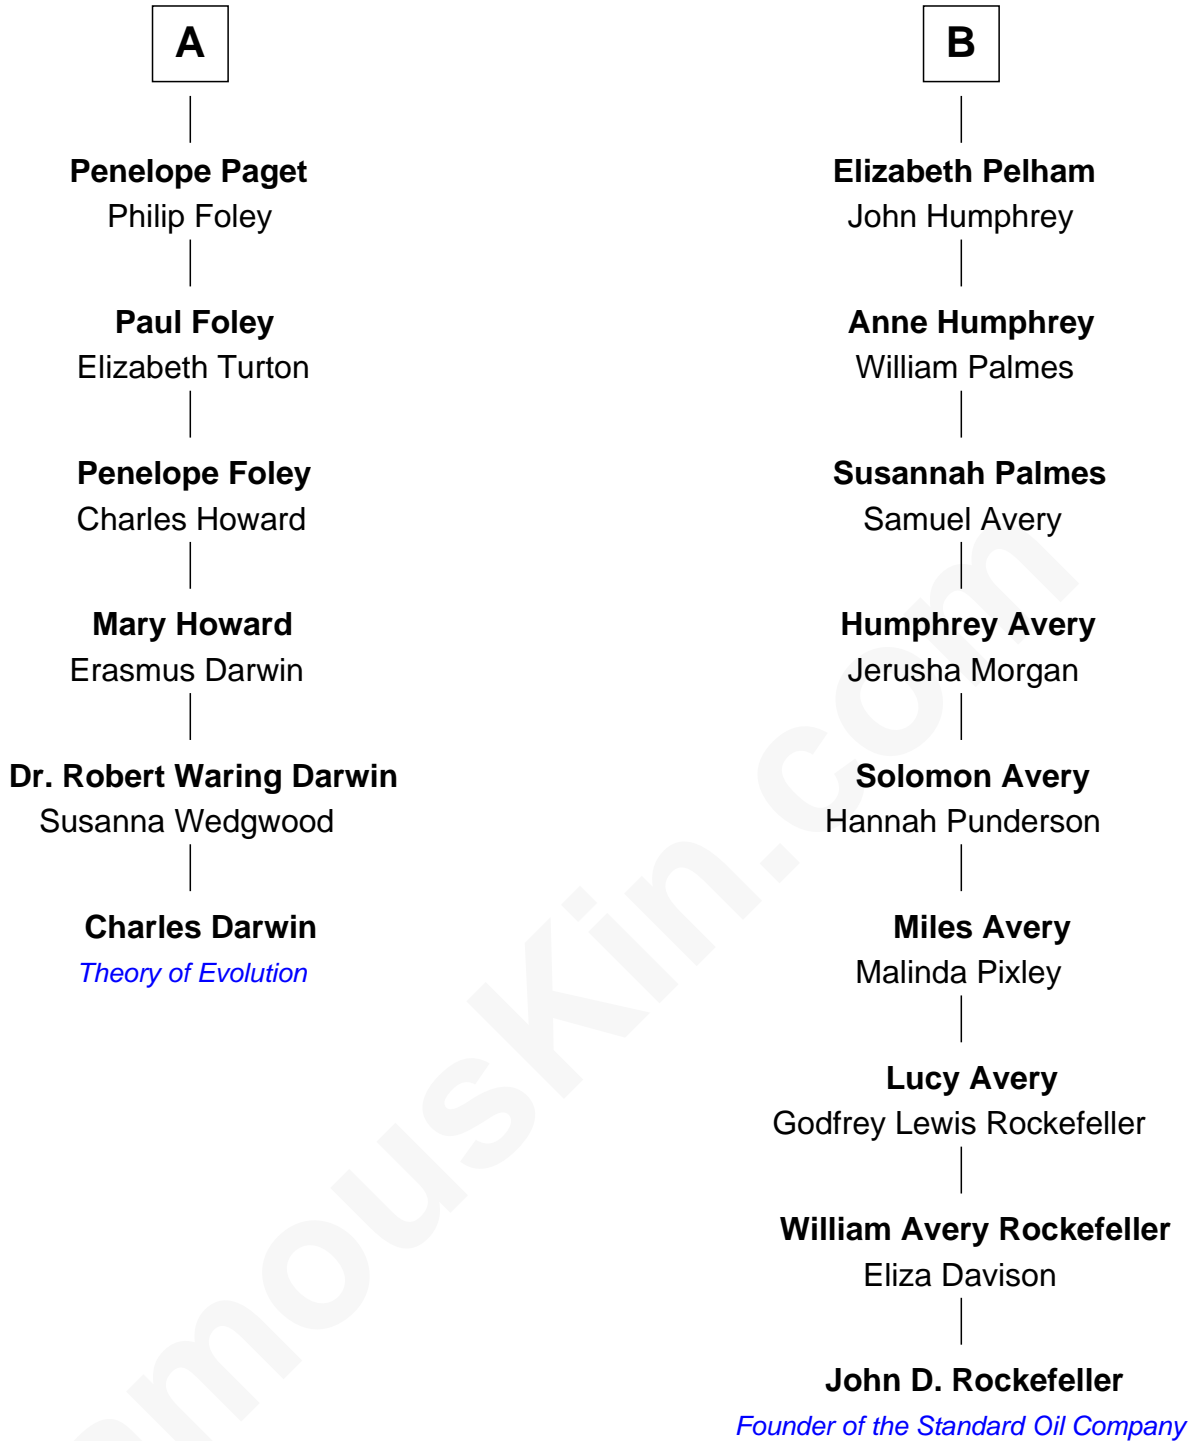 A
Penelope Paget
Philip Foley
Paul Foley
Elizabeth Turton
Penelope Foley
Charles Howard
Mary Howard
Erasmus Darwin
Dr. Robert Waring Darwin
Susanna Wedgwood
Charles Darwin
Theory of Evolution
B
Elizabeth Pelham
John Humphrey
Anne Humphrey
William Palmes
Susannah Palmes
Samuel Avery
Humphrey Avery
Jerusha Morgan
Solomon Avery
Hannah Punderson
Miles Avery
Malinda Pixley
Lucy Avery
Godfrey Lewis Rockefeller
William Avery Rockefeller
Eliza Davison
John D. Rockefeller
Founder of the Standard Oil Company
amousKin.com